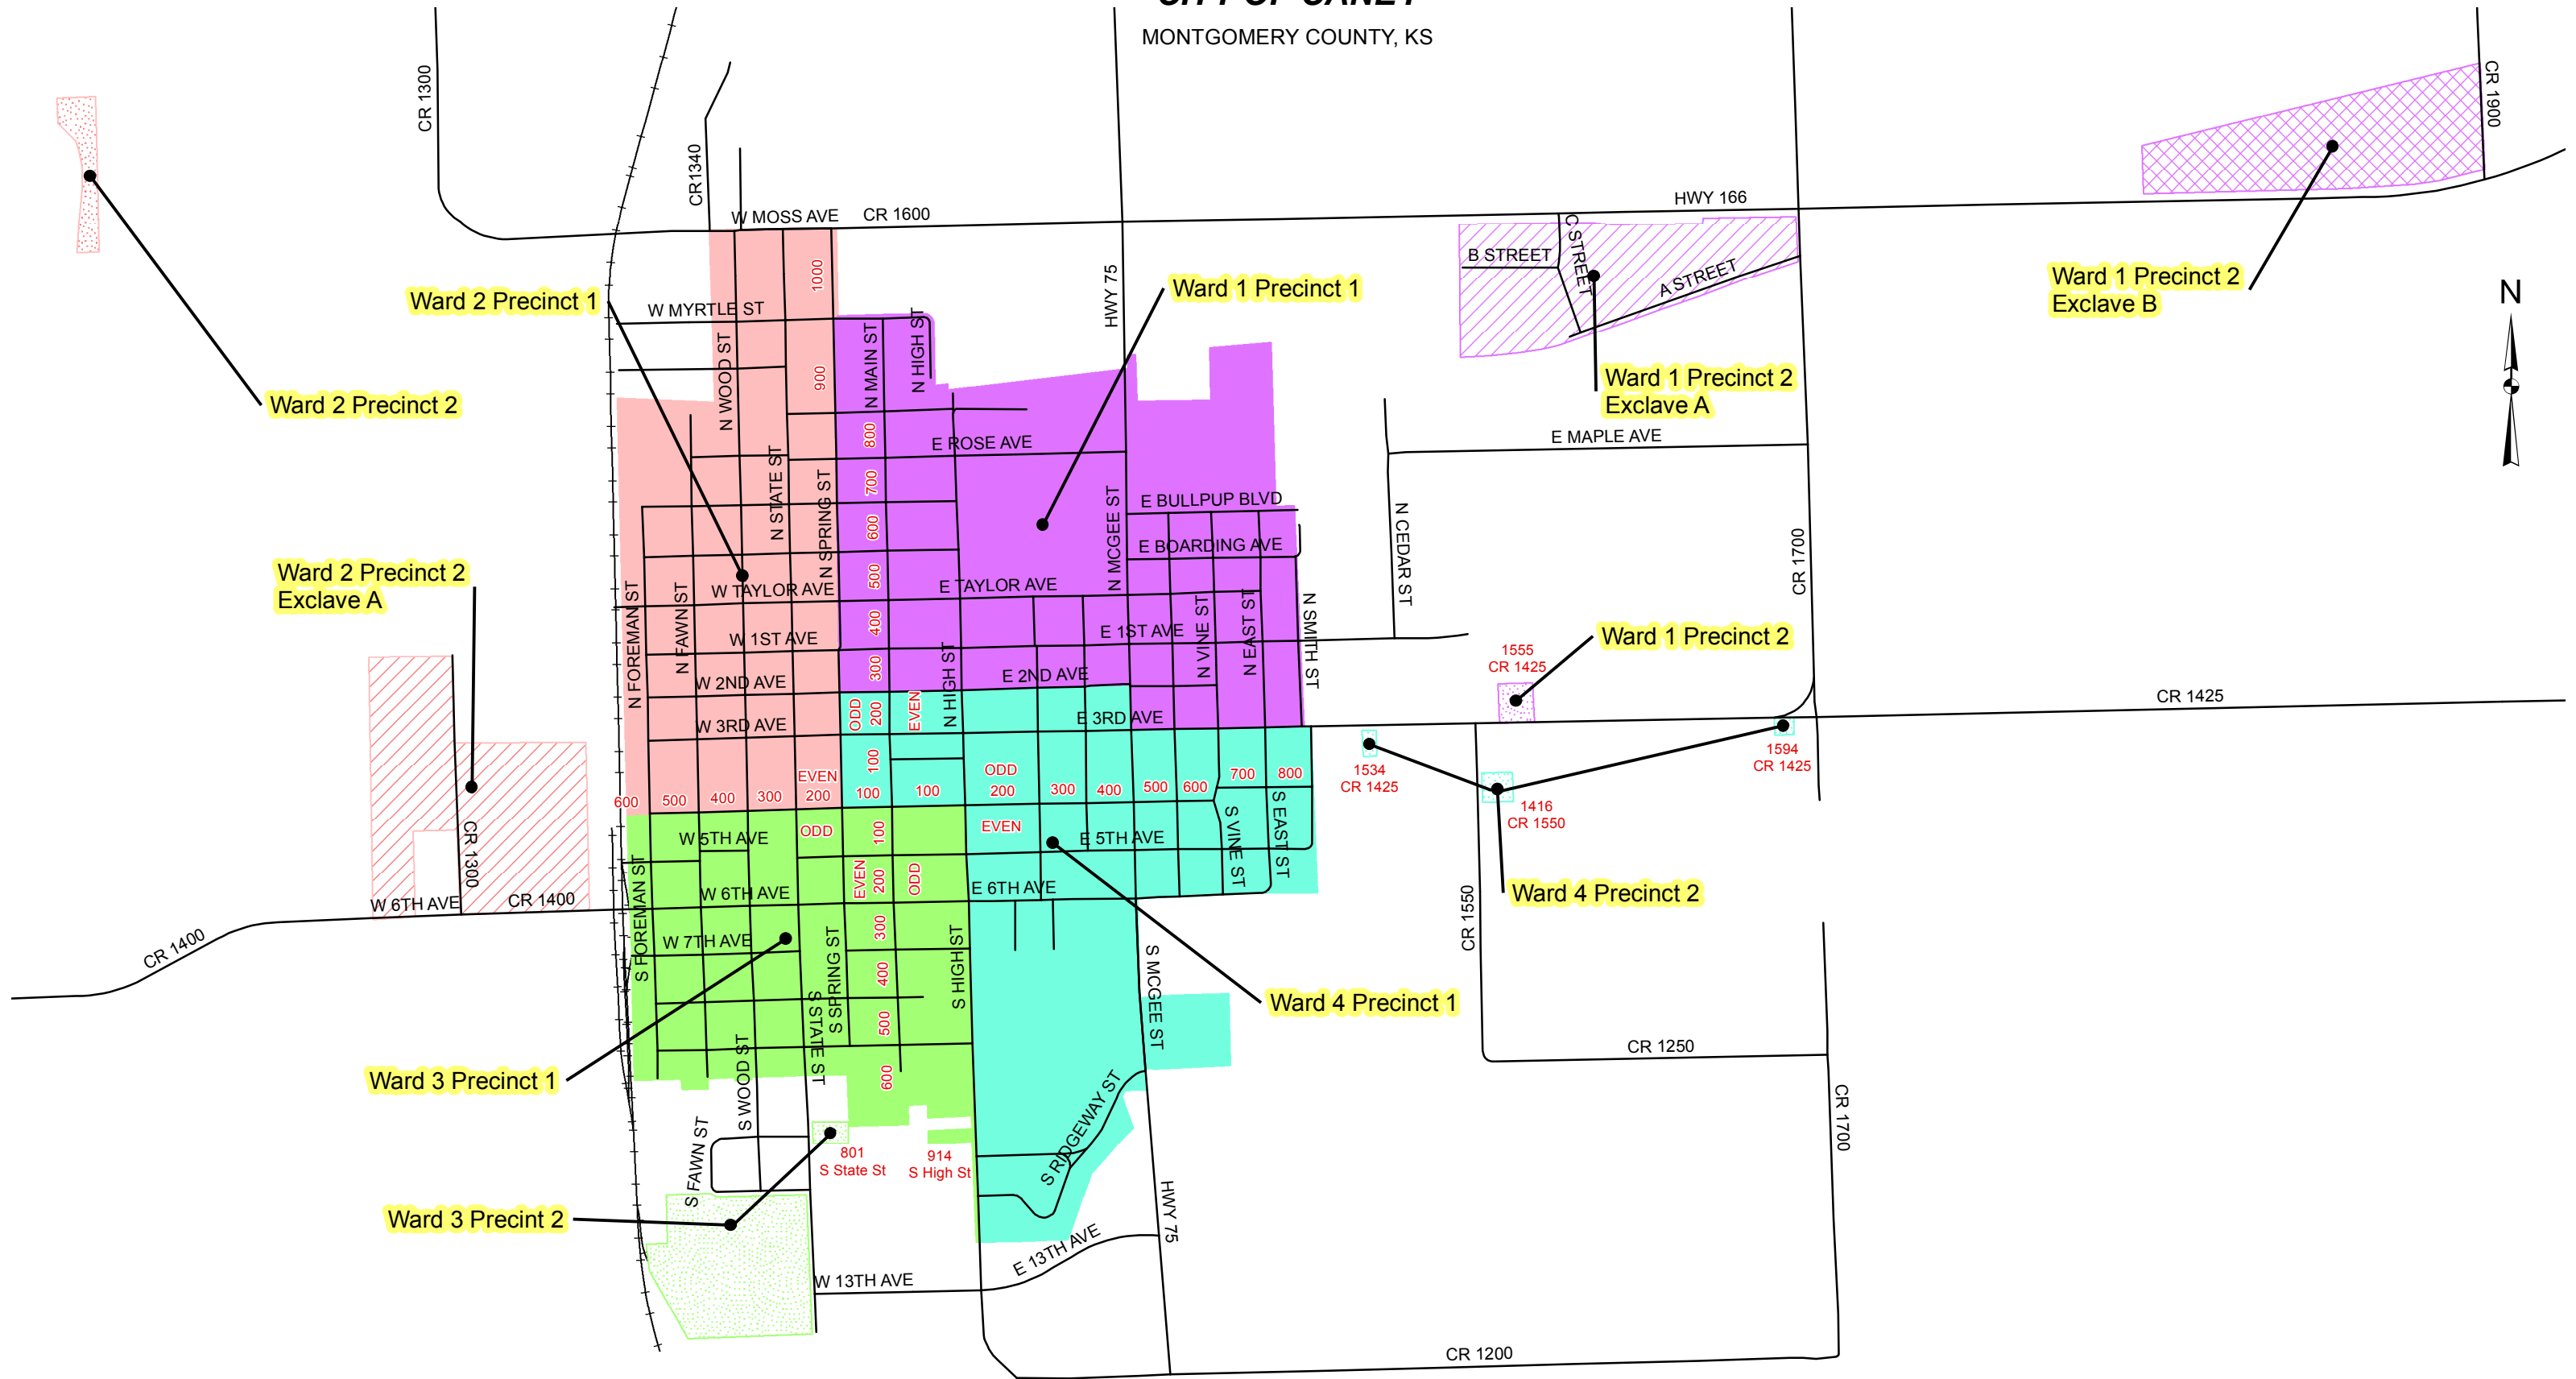 MONTGOMERY COUNTY, KS
CR 1300
CR1340
CR 1900
W MOSS AVE
CR 1600
HWY 166
HWY 75
B STREET
C STREET
A STREET
Ward 1 Precinct 2
Exclave B
Ward 2 Precinct 1
Ward 1 Precinct 1
N
W MYRTLE ST
1000
N WOOD ST
900
N MAIN ST
N HIGH ST
Ward 2 Precinct 2
Ward 1 Precinct 2
Exclave A
800
E ROSE AVE
E MAPLE AVE
N STATE ST
N SPRING ST
700
N MCGEE ST
E BULLPUP BLVD
N CEDAR ST
600
E BOARDING AVE
CR 1700
Ward 2 Precinct 2
Exclave A
N FOREMAN ST
N FAWN ST
W TAYLOR AVE
500
E TAYLOR AVE
N VINE ST
N EAST ST
N SMITH ST
W 1ST AVE
400
E 1ST AVE
Ward 1 Precinct 2
1555
CR 1425
W 2ND AVE
300
N HIGH ST
E 2ND AVE
CR 1425
W 3RD AVE
ODD
200
EVEN
E 3RD AVE
100
1534
CR 1425
1594
CR 1425
EVEN
ODD
600
500
400
300
200
100
100
200
300
400
500
600
700
800
1416
CR 1550
CR 1300
W 5TH AVE
ODD
100
EVEN
E 5TH AVE
S VINE ST
S EAST ST
W 6TH AVE
CR 1400
S FOREMAN ST
W 6TH AVE
EVEN
200
ODD
E 6TH AVE
Ward 4 Precinct 2
CR 1550
CR 1400
W 7TH AVE
300
S SPRING ST
S HIGH ST
S MCGEE ST
400
Ward 4 Precinct 1
S STATE ST
500
CR 1250
Ward 3 Precinct 1
S WOOD ST
600
S RIDGEWAY ST
CR 1700
S FAWN ST
801
S State St
914
S High St
Ward 3 Precint 2
HWY 75
E 13TH AVE
W 13TH AVE
CR 1200